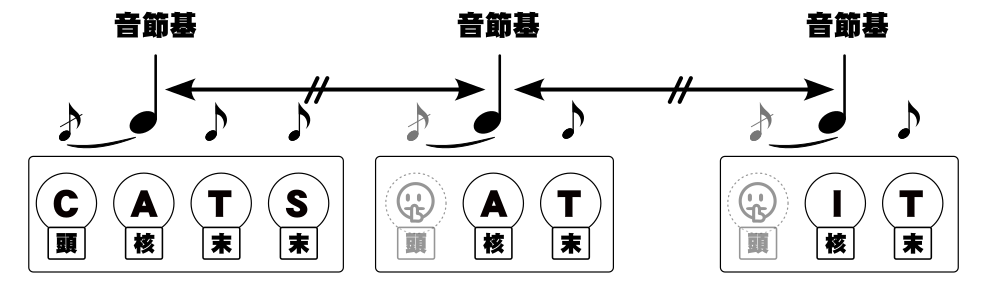 音節基 音節基 音節基
C A T S A T I T
頭 核 末 末 頭 核 末 頭 核 末